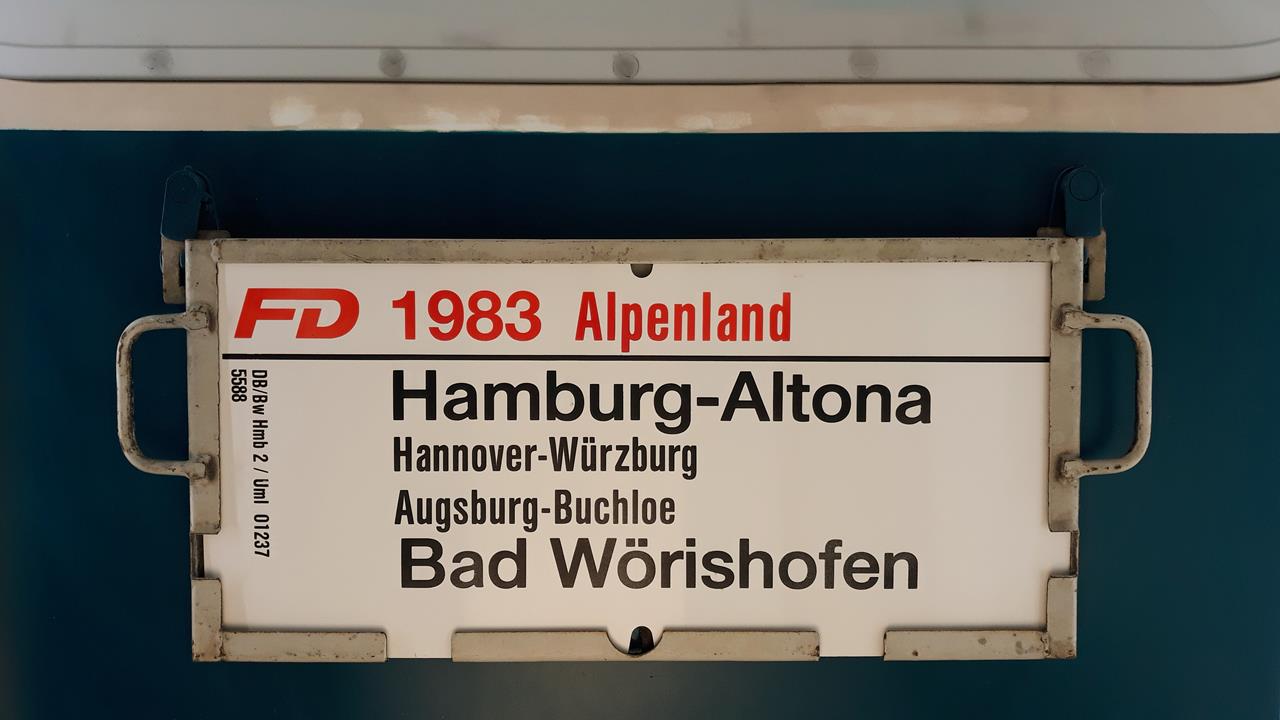 FD 1983 Alpenland
Hamburg-Altona
Hannover-Würzburg
Augsburg-Buchloe
Bad Wörishofen
DB/Bw Hmb 2 / Uml 01237
5588